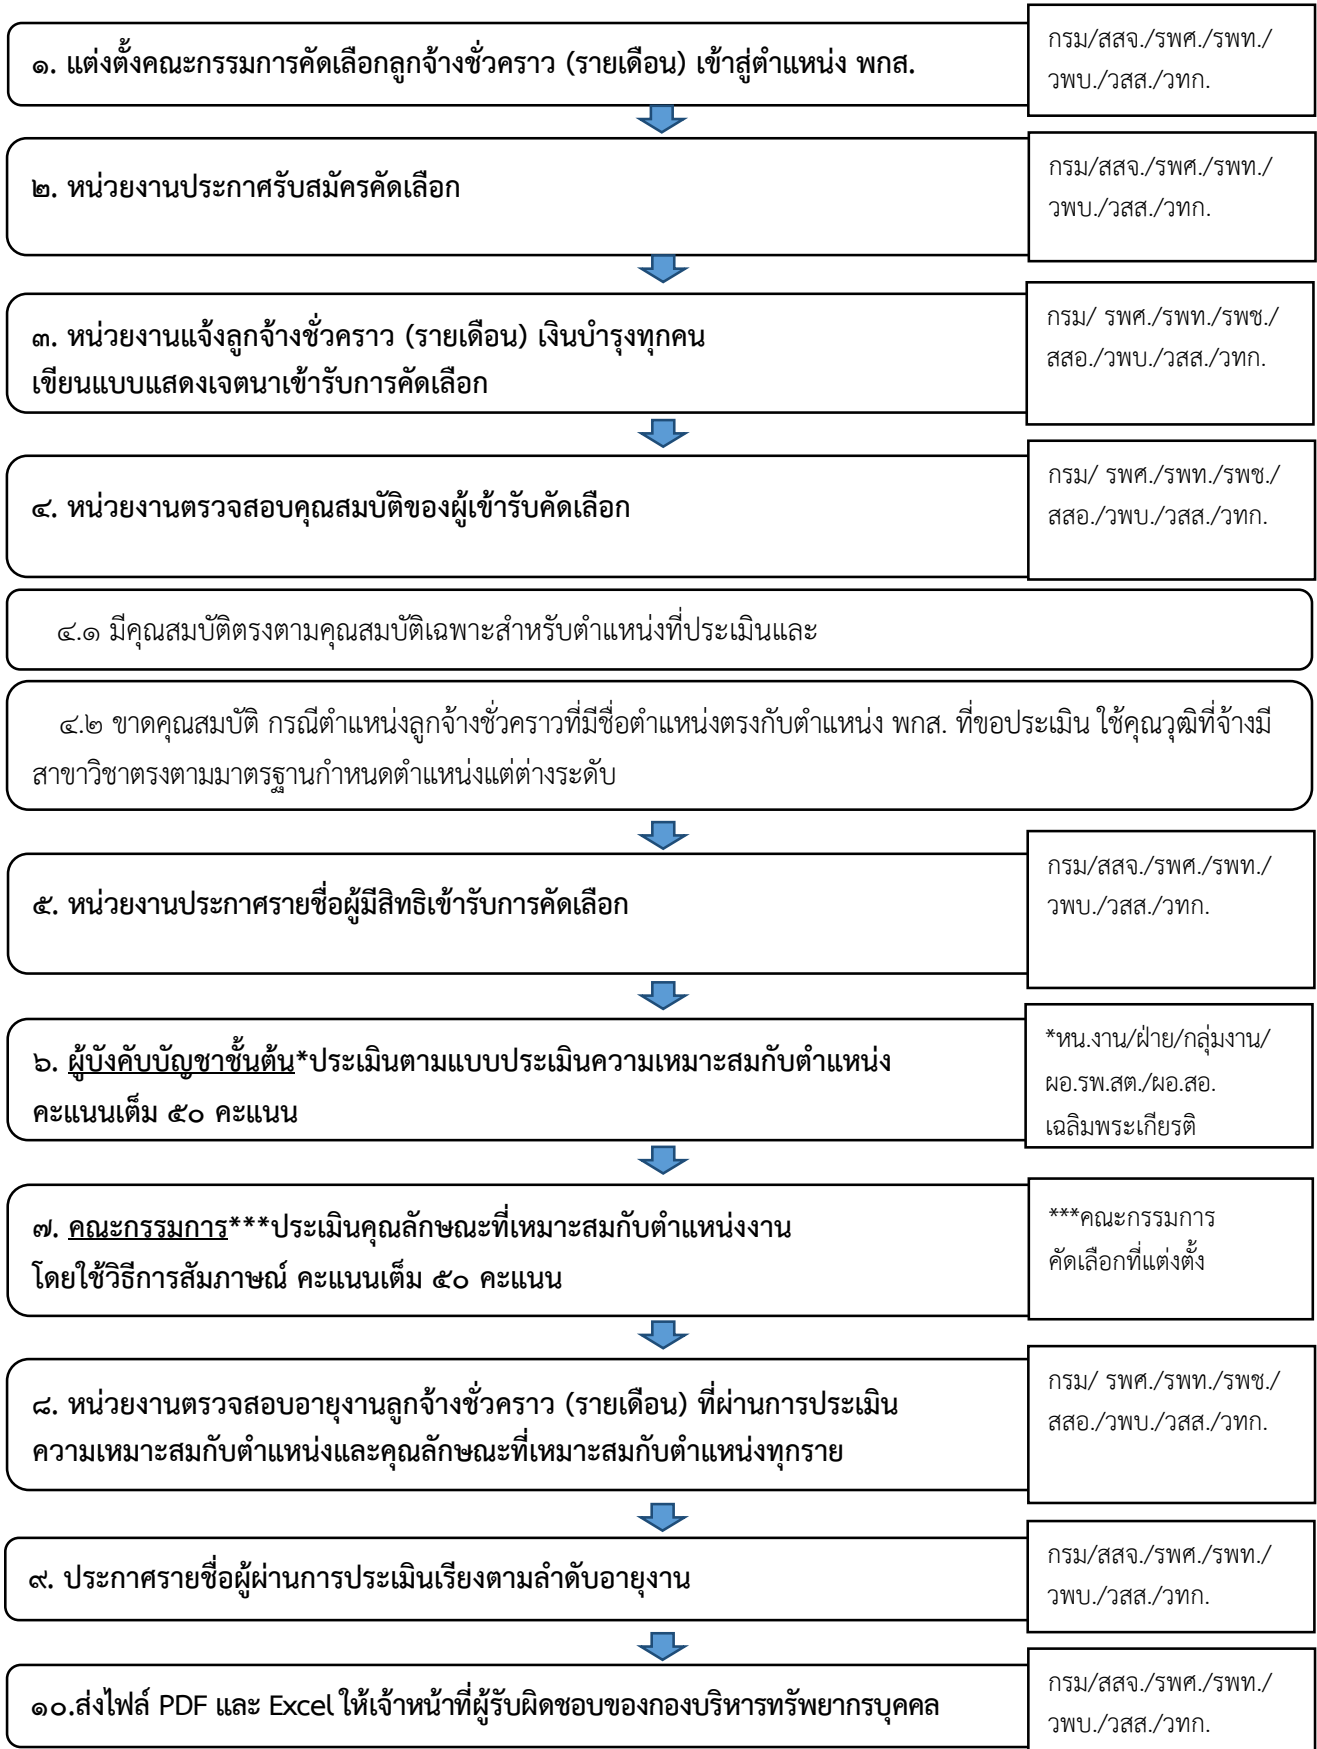 ๑. แต่งตั้งคณะกรรมการคัดเลือกลูกจ้างชั่วคราว (รายเดือน) เข้าสู่ตำแหน่ง พกส.
กรม/สสจ./รพศ./รพท./
วพบ./วสส./วทก.
๒. หน่วยงานประกาศรับสมัครคัดเลือก
กรม/สสจ./รพศ./รพท./
วพบ./วสส./วทก.
๓. หน่วยงานแจ้งลูกจ้างชั่วคราว (รายเดือน) เงินบำรุงทุกคน
เขียนแบบแสดงเจตนาเข้ารับการคัดเลือก
กรม/ รพศ./รพท./รพช./
สสอ./วพบ./วสส./วทก.
๔. หน่วยงานตรวจสอบคุณสมบัติของผู้เข้ารับคัดเลือก
กรม/ รพศ./รพท./รพช./
สสอ./วพบ./วสส./วทก.
๔.๑ มีคุณสมบัติตรงตามคุณสมบัติเฉพาะสำหรับตำแหน่งที่ประเมินและ
๔.๒ ขาดคุณสมบัติ กรณีตำแหน่งลูกจ้างชั่วคราวที่มีชื่อตำแหน่งตรงกับตำแหน่ง พกส. ที่ขอประเมิน ใช้คุณวุฒิที่จ้างมี
สาขาวิชาตรงตามมาตรฐานกำหนดตำแหน่งแต่ต่างระดับ
๕. หน่วยงานประกาศรายชื่อผู้มีสิทธิเข้ารับการคัดเลือก
กรม/สสจ./รพศ./รพท./
วพบ./วสส./วทก.
๖. ผู้บังคับบัญชาชั้นต้น*ประเมินตามแบบประเมินความเหมาะสมกับตำแหน่ง
คะแนนเต็ม ๕๐ คะแนน
*หน.งาน/ฝ่าย/กลุ่มงาน/
ผอ.รพ.สต./ผอ.สอ.
เฉลิมพระเกียรติ
๗. คณะกรรมการ***ประเมินคุณลักษณะที่เหมาะสมกับตำแหน่งงาน
โดยใช้วิธีการสัมภาษณ์ คะแนนเต็ม ๕๐ คะแนน
***คณะกรรมการ
คัดเลือกที่แต่งตั้ง
๘. หน่วยงานตรวจสอบอายุงานลูกจ้างชั่วคราว (รายเดือน) ที่ผ่านการประเมิน
ความเหมาะสมกับตำแหน่งและคุณลักษณะที่เหมาะสมกับตำแหน่งทุกราย
กรม/ รพศ./รพท./รพช./
สสอ./วพบ./วสส./วทก.
๙. ประกาศรายชื่อผู้ผ่านการประเมินเรียงตามลำดับอายุงาน
กรม/สสจ./รพศ./รพท./
วพบ./วสส./วทก.
๑๐.ส่งไฟล์ PDF และ Excel ให้เจ้าหน้าที่ผู้รับผิดชอบของกองบริหารทรัพยากรบุคคล
กรม/สสจ./รพศ./รพท./
วพบ./วสส./วทก.